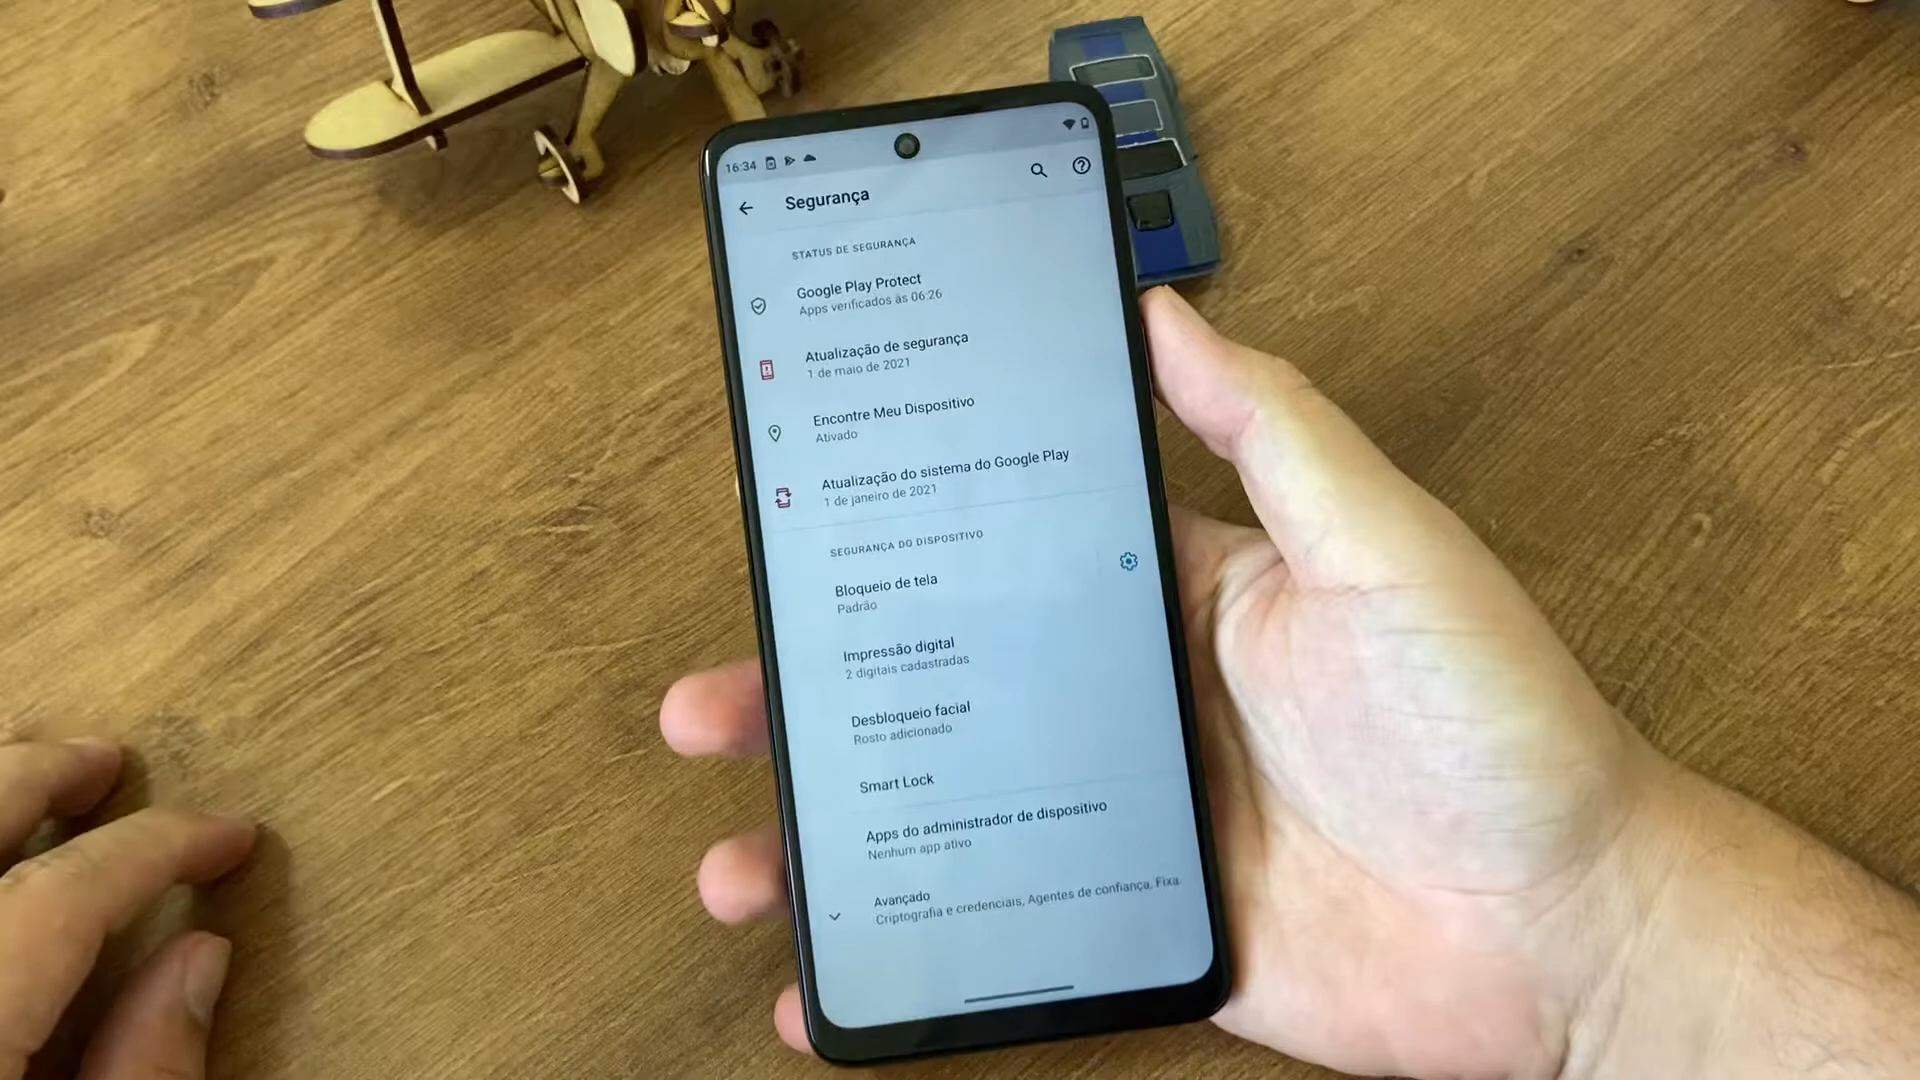 16:34
Segurança
STATUS DE SEGURANÇA
Google Play Protect
Apps verificados às 06:26
Atualização de segurança
1 de maio de 2021
Encontre Meu Dispositivo
Ativado
Atualização do sistema do Google Play
1 de janeiro de 2021
SEGURANÇA DO DISPOSITIVO
Bloqueio de tela
Padrão
Impressão digital
2 digitais cadastradas
Desbloqueio facial
Rosto adicionado
Smart Lock
Apps do administrador de dispositivo
Nenhum app ativo
Avançado
Criptografia e credenciais, Agentes de confiança, Fixa